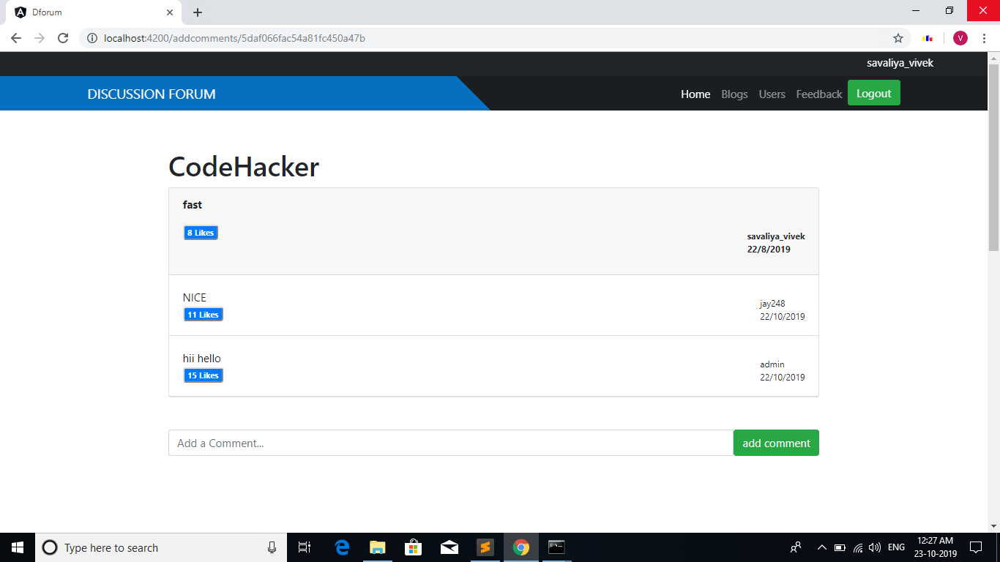 Dforum
localhost:4200/addcomments/5daf066fac54a81fc450a47b
V
savaliya_vivek
DISCUSSION FORUM
Home Blogs Users Feedback Logout
CodeHacker
fast
8 Likes
savaliya_vivek
22/8/2019
NICE
11 Likes
jay248
22/10/2019
hii hello
15 Likes
admin
22/10/2019
Add a Comment... add comment
Type here to search
ENG
12:27 AM
23-10-2019